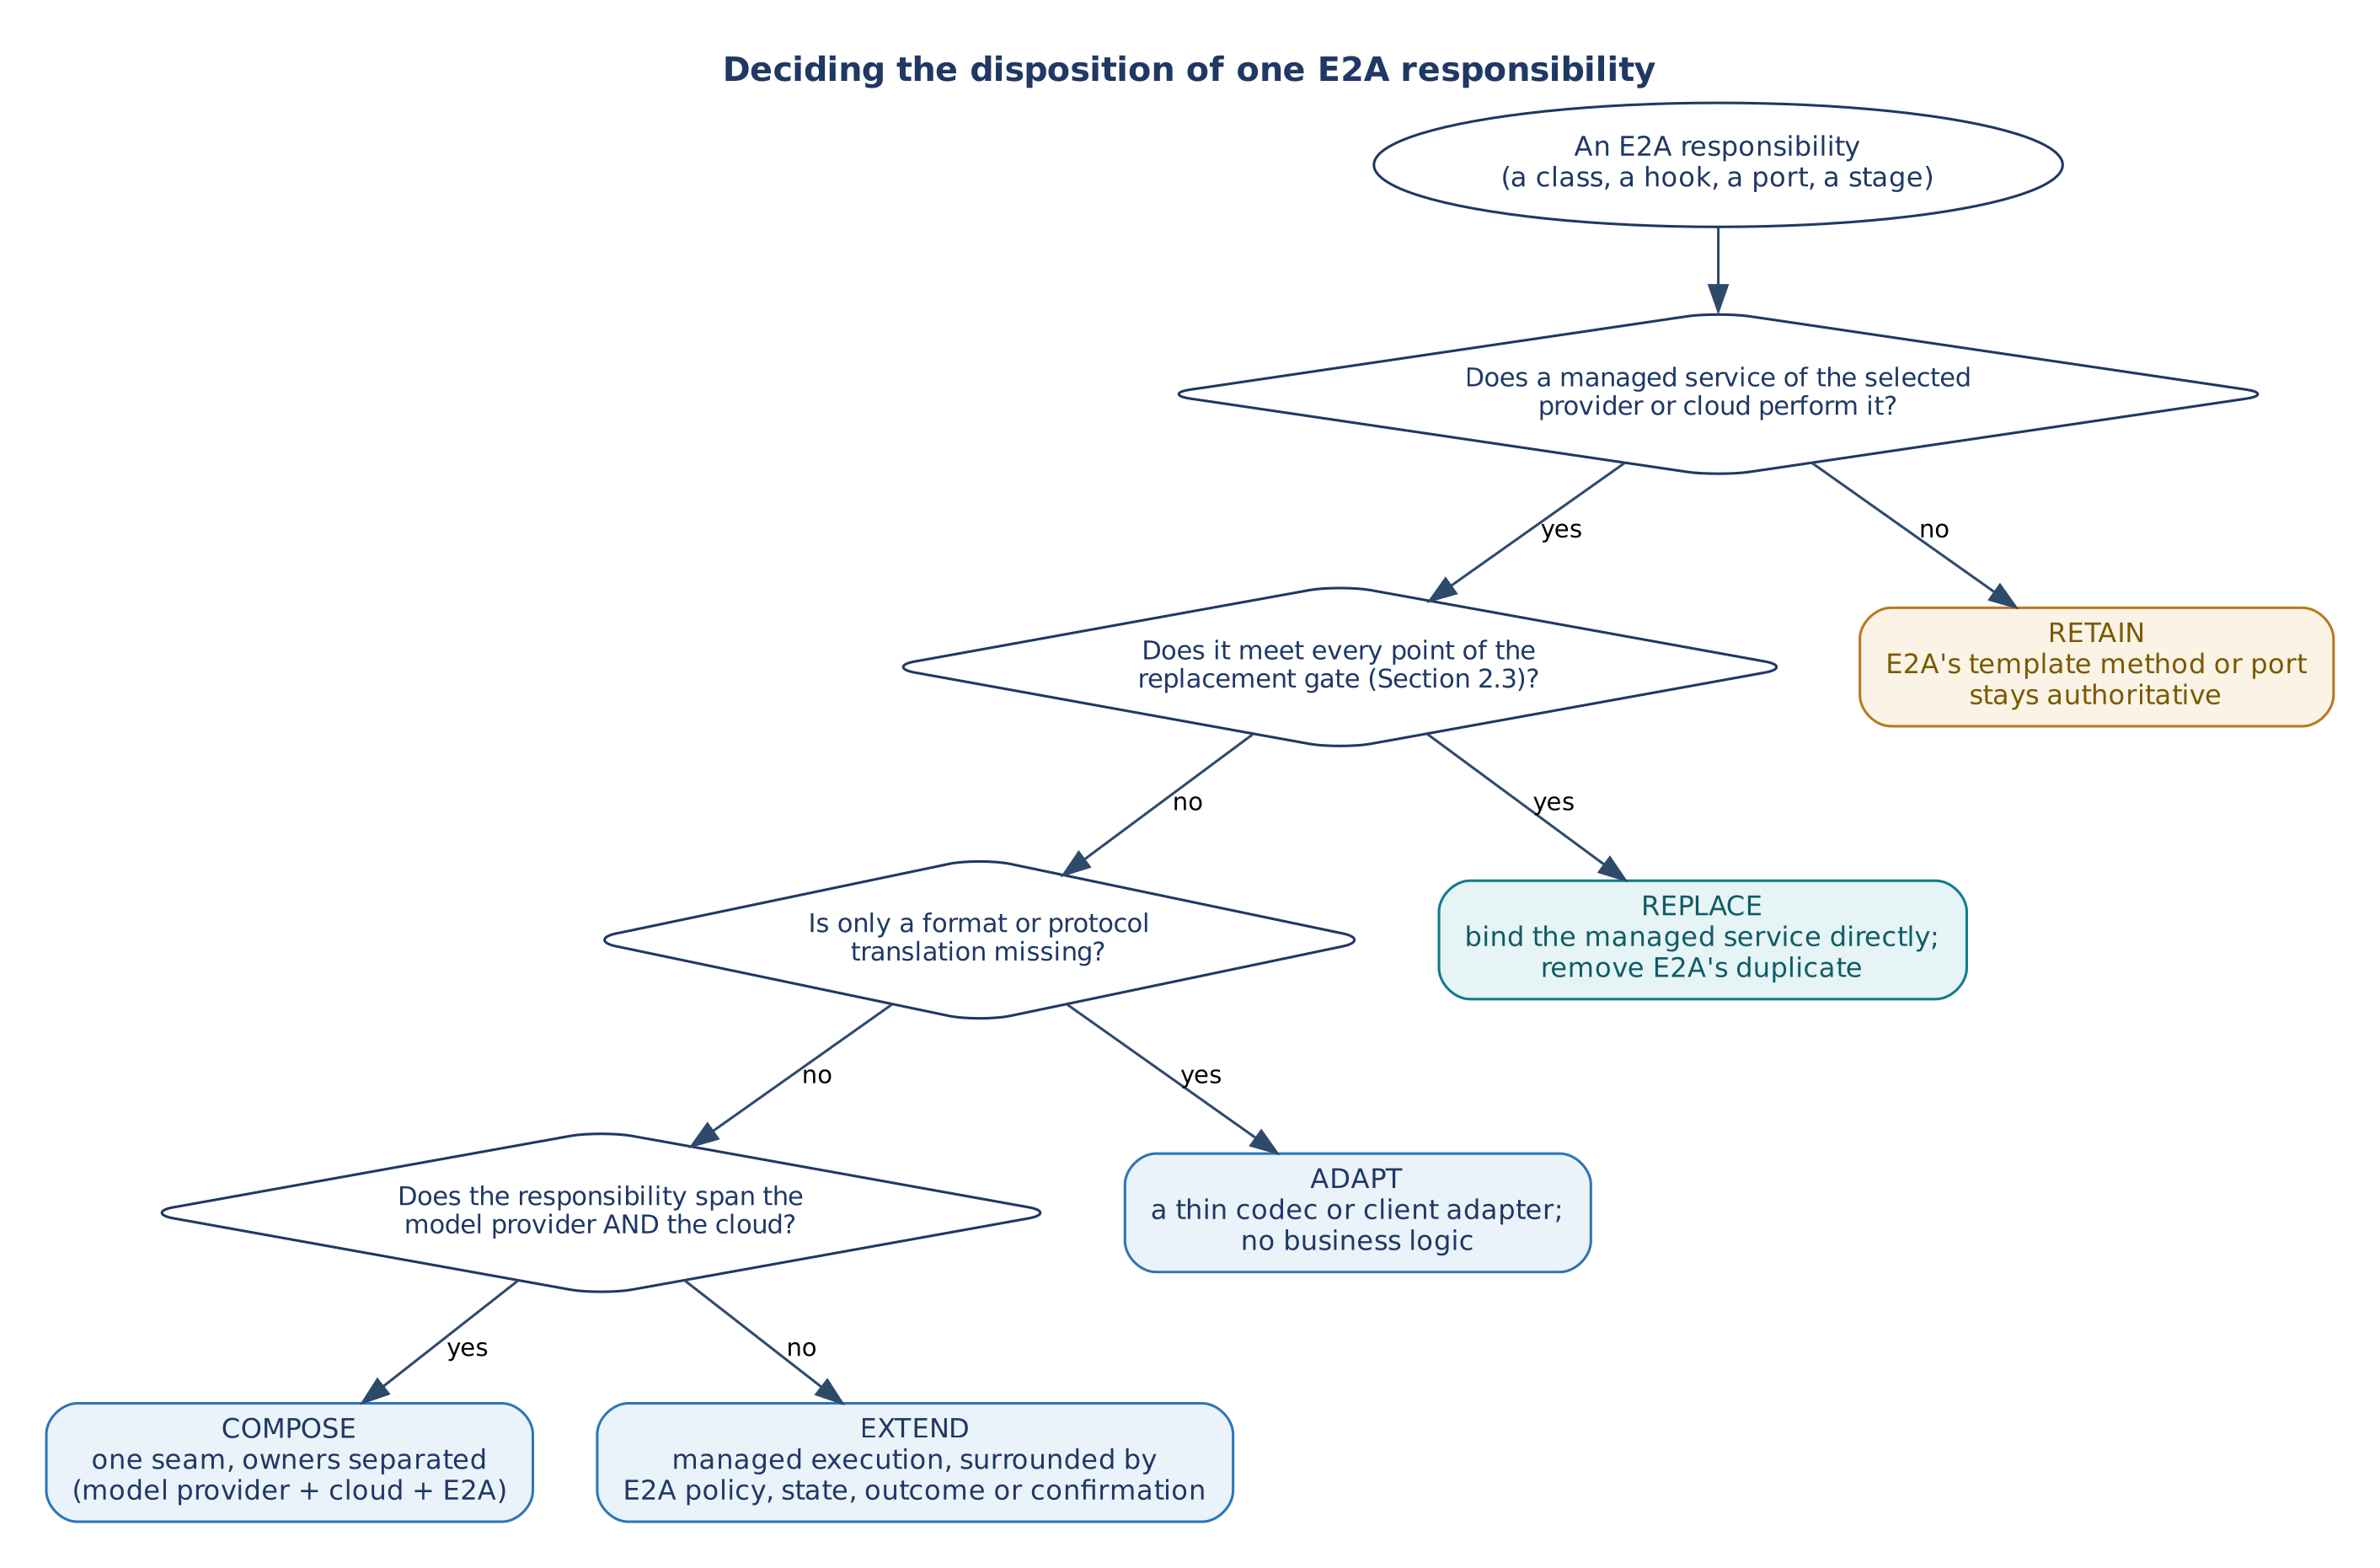 Deciding the disposition of one E2A responsibility
An E2A responsibility
(a class, a hook, a port, a stage)
Does a managed service of the selected
provider or cloud perform it?
yes
no
Does it meet every point of the
replacement gate (Section 2.3)?
RETAIN
E2A's template method or port
stays authoritative
no
yes
Is only a format or protocol
translation missing?
REPLACE
bind the managed service directly;
remove E2A's duplicate
no
yes
Does the responsibility span the
model provider AND the cloud?
ADAPT
a thin codec or client adapter;
no business logic
yes
no
COMPOSE
one seam, owners separated
(model provider + cloud + E2A)
EXTEND
managed execution, surrounded by
E2A policy, state, outcome or confirmation